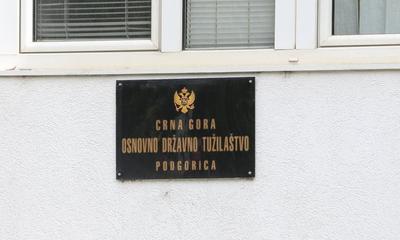 CRNA GORA
OSNOVNO DRŽAVNO TUŽILAŠTVO
PODGORICA